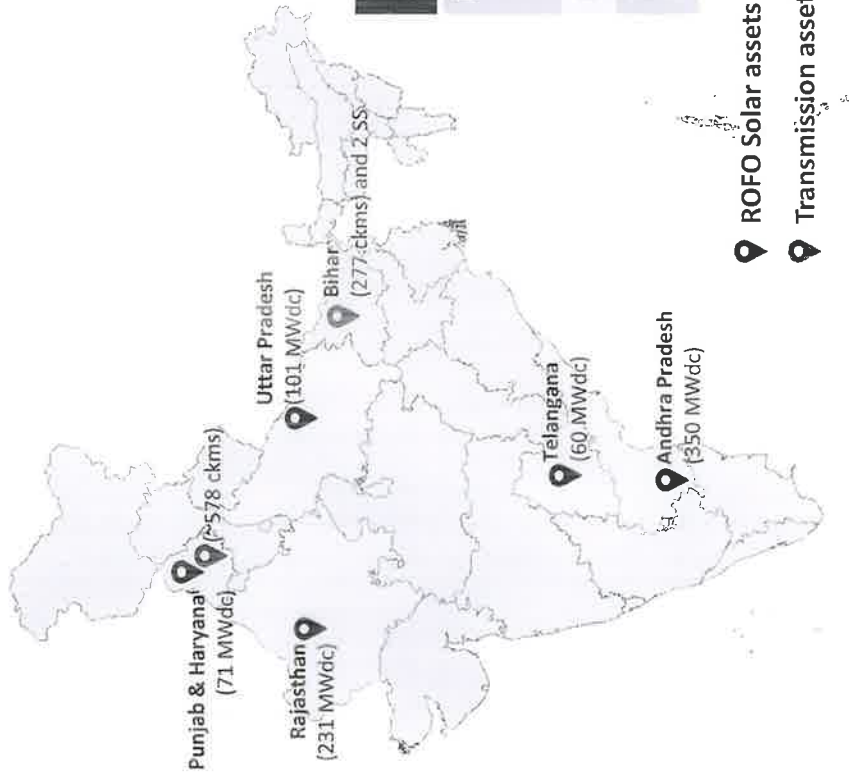 Punjab & Haryana
(71 MWdc)
(~578 ckms)
Rajasthan
(231 MWdc)
Uttar Pradesh
(101 MWdc)
Bihar
(277 ckms) and 2 SS
Telangana
(60 MWdc)
Andhra Pradesh
(350 MWdc)
ROFO Solar assets
Transmission asset